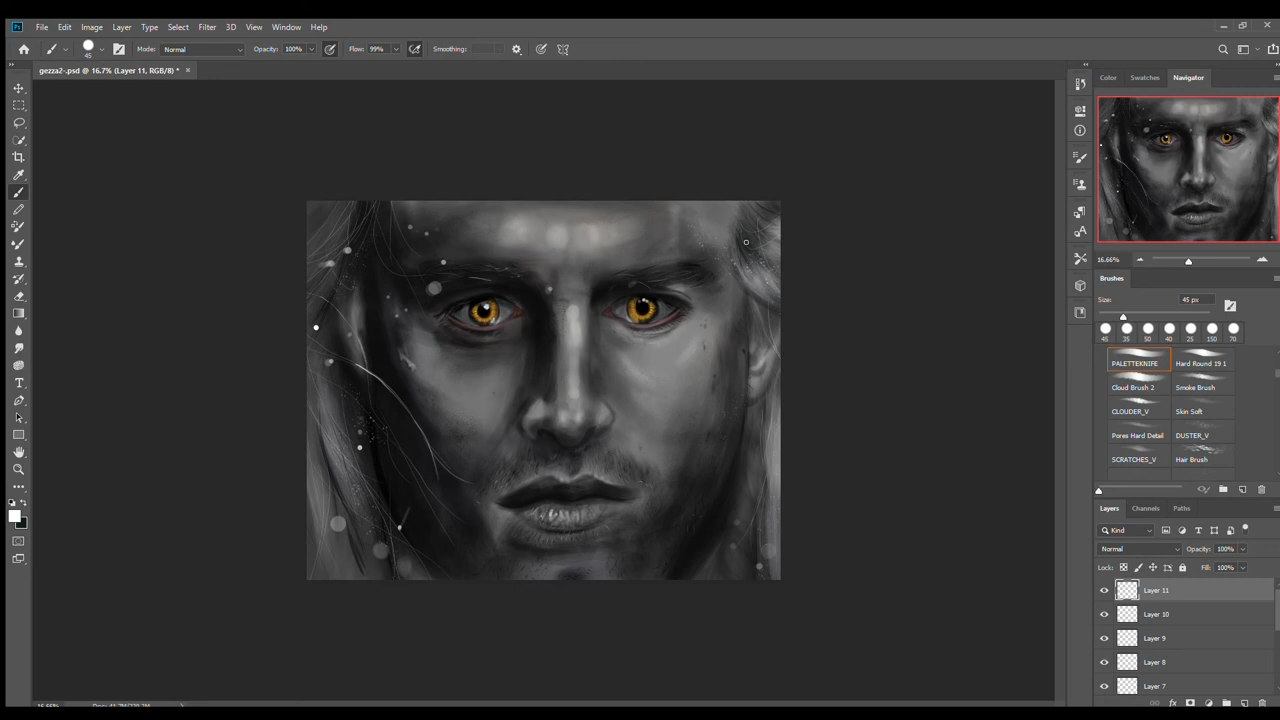 Ps File Edit Image Layer Type Select Filter 3D View Window Help
45 Mode: Normal Opacity: 100% Flow: 99% Smoothing:
gezza2-.psd @ 16.7% (Layer 11, RGB/8) *
Color Swatches Navigator
16.66%
Brushes
Size: 45 px
45 35 50 40 25 150 70
PALETTEKNIFE Hard Round 19 1
Cloud Brush 2 Smoke Brush
CLOUDER_V Skin Soft
Pores Hard Detail DUSTER_V
SCRATCHES_V Hair Brush
Layers Channels Paths
Kind
Normal Opacity: 100%
Lock: Fill: 100%
Layer 11
Layer 10
Layer 9
Layer 8
Layer 7